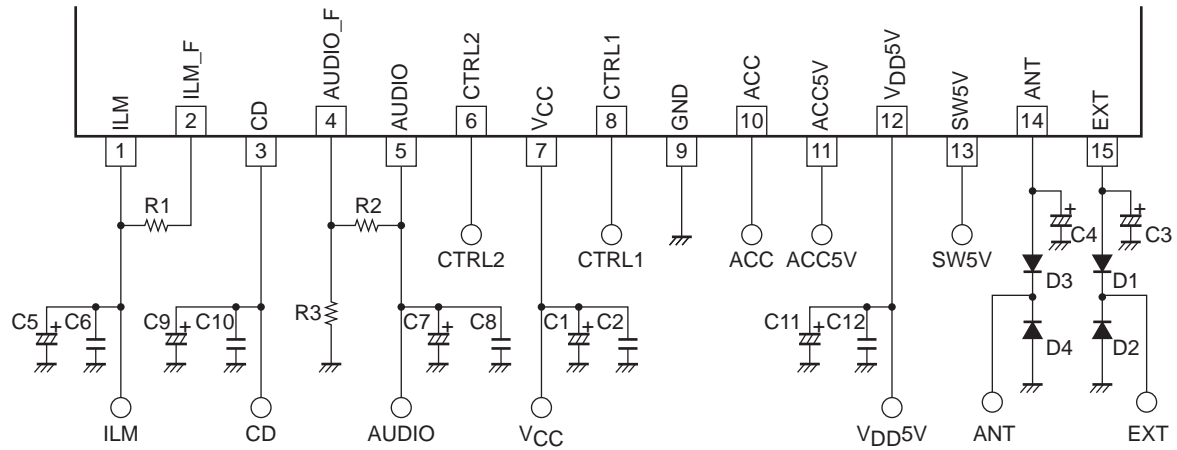 ILM
ILM_F
CD
AUDIO_F
AUDIO
CTRL2
VCC
CTRL1
GND
ACC
ACC5V
VDD5V
SW5V
ANT
EXT
1
2
3
4
5
6
7
8
9
10
11
12
13
14
15
R1
R2
CTRL2
CTRL1
ACC
ACC5V
SW5V
+
C4
+
C3
D3
D1
R3
C5
+
C6
C9
+
C10
C7
+
C8
C1
+
C2
C11
+
C12
D4
D2
ILM
CD
AUDIO
VCC
VDD5V
ANT
EXT